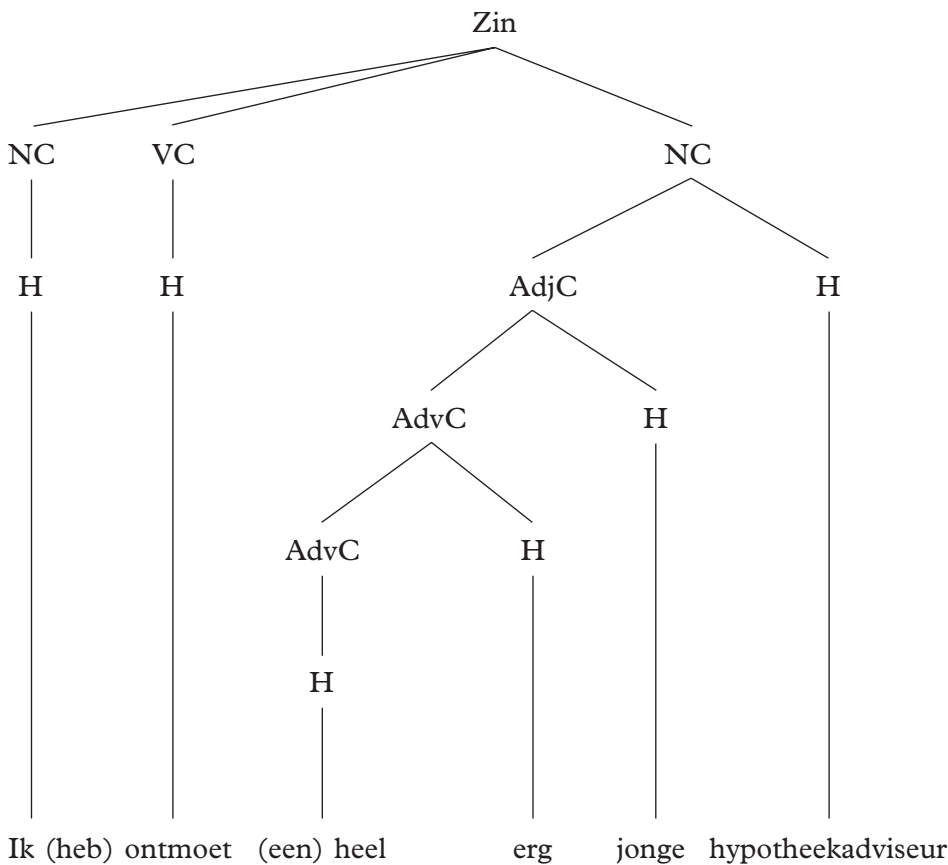 Zin
NC VC NC
H H AdjC H
AdvC H
AdvC H
H
Ik (heb) ontmoet (een) heel erg jonge hypotheekadviseur